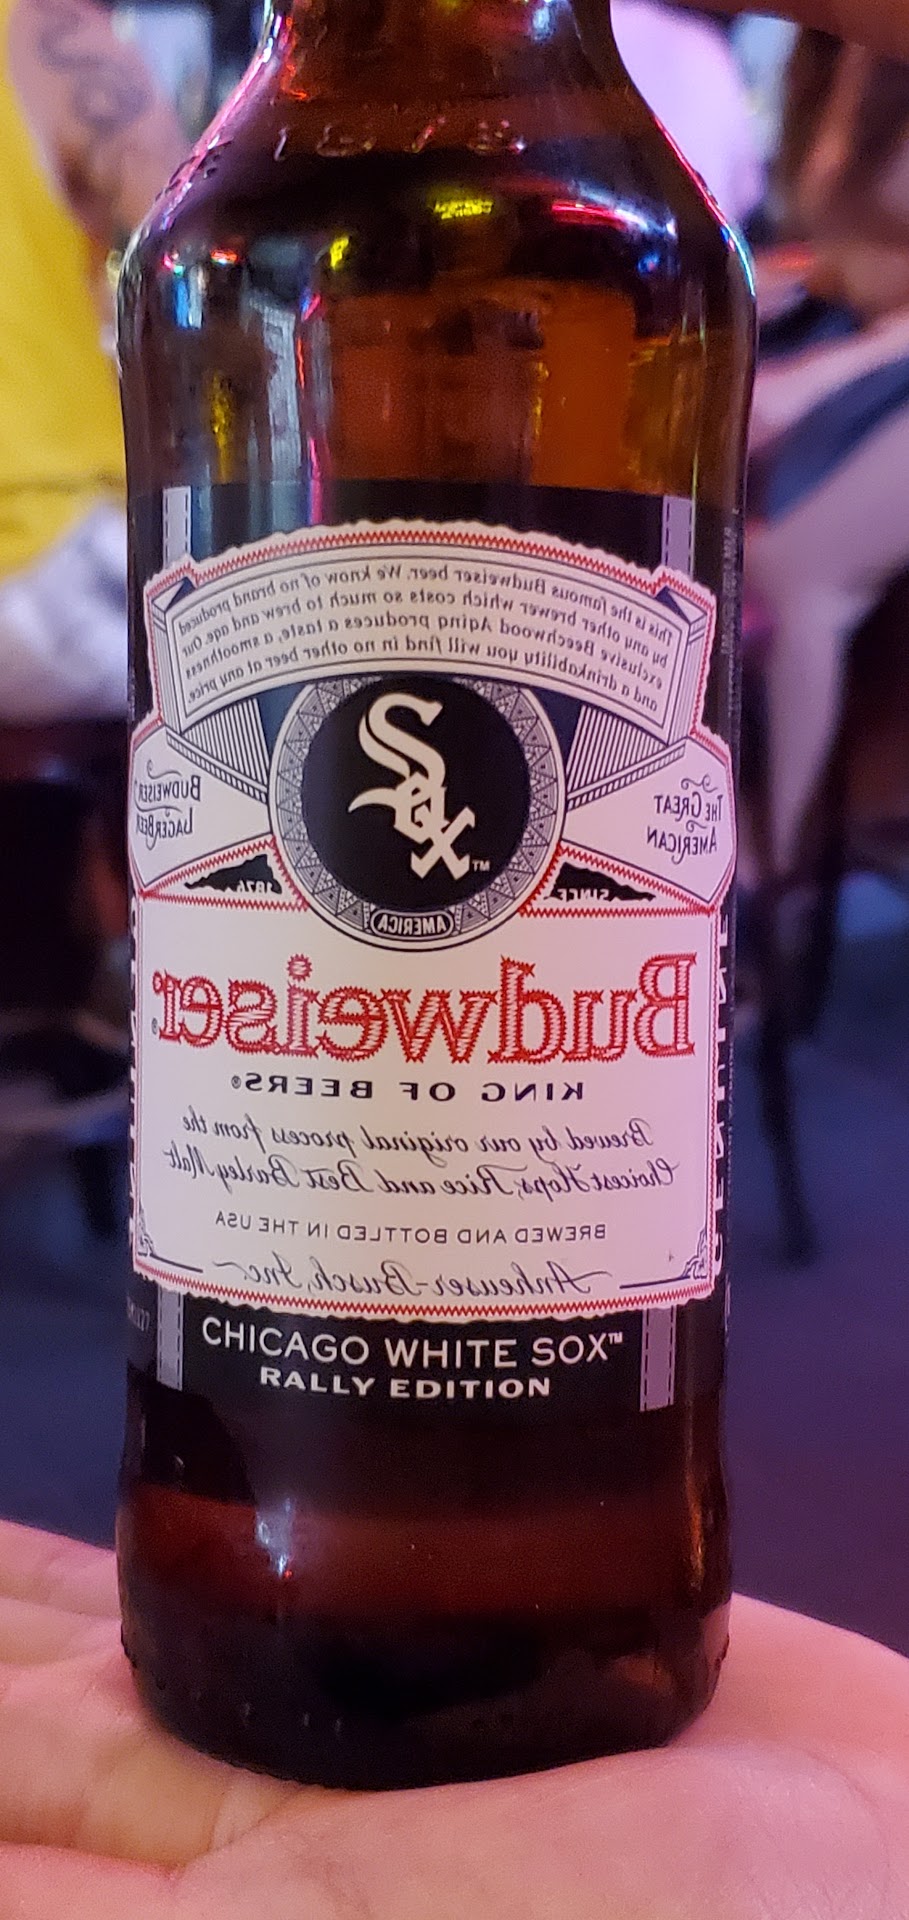 1876
This is the famous Budweiser beer. We know of no brand produced
by any other brewer which costs so much to brew and age. Our
exclusive Beechwood Aging produces a taste, a smoothness
and a drinkability you will find in no other beer at any price.
Sox™
THE GREAT
AMERICAN
BUDWEISER
LAGER BEER
SINCE 1876
AMERICA
Budweiser®
KING OF BEERS®
Brewed by our original process from the
Choicest Hops, Rice and Best Barley Malt
BREWED AND BOTTLED IN THE USA
Anheuser-Busch, Inc.
GENUINE
CHICAGO WHITE SOX™
RALLY EDITION